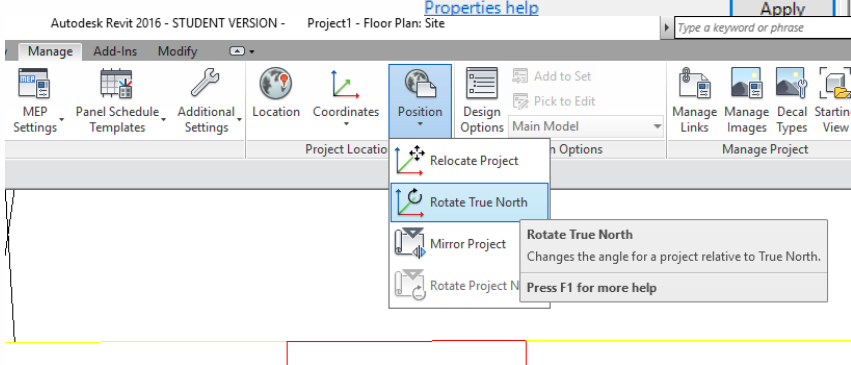 Properties help
Apply
Autodesk Revit 2016 - STUDENT VERSION - Project1 - Floor Plan: Site
Type a keyword or phrase
Manage Add-Ins Modify
MEP Settings
Panel Schedule Templates
Additional Settings
Location
Coordinates
Position
Design Options
Add to Set
Pick to Edit
Main Model
Manage Links
Manage Images
Decal Types
Starting View
Project Locatio
n Options
Manage Project
Relocate Project
Rotate True North
Mirror Project
Rotate Project N
Rotate True North
Changes the angle for a project relative to True North.
Press F1 for more help